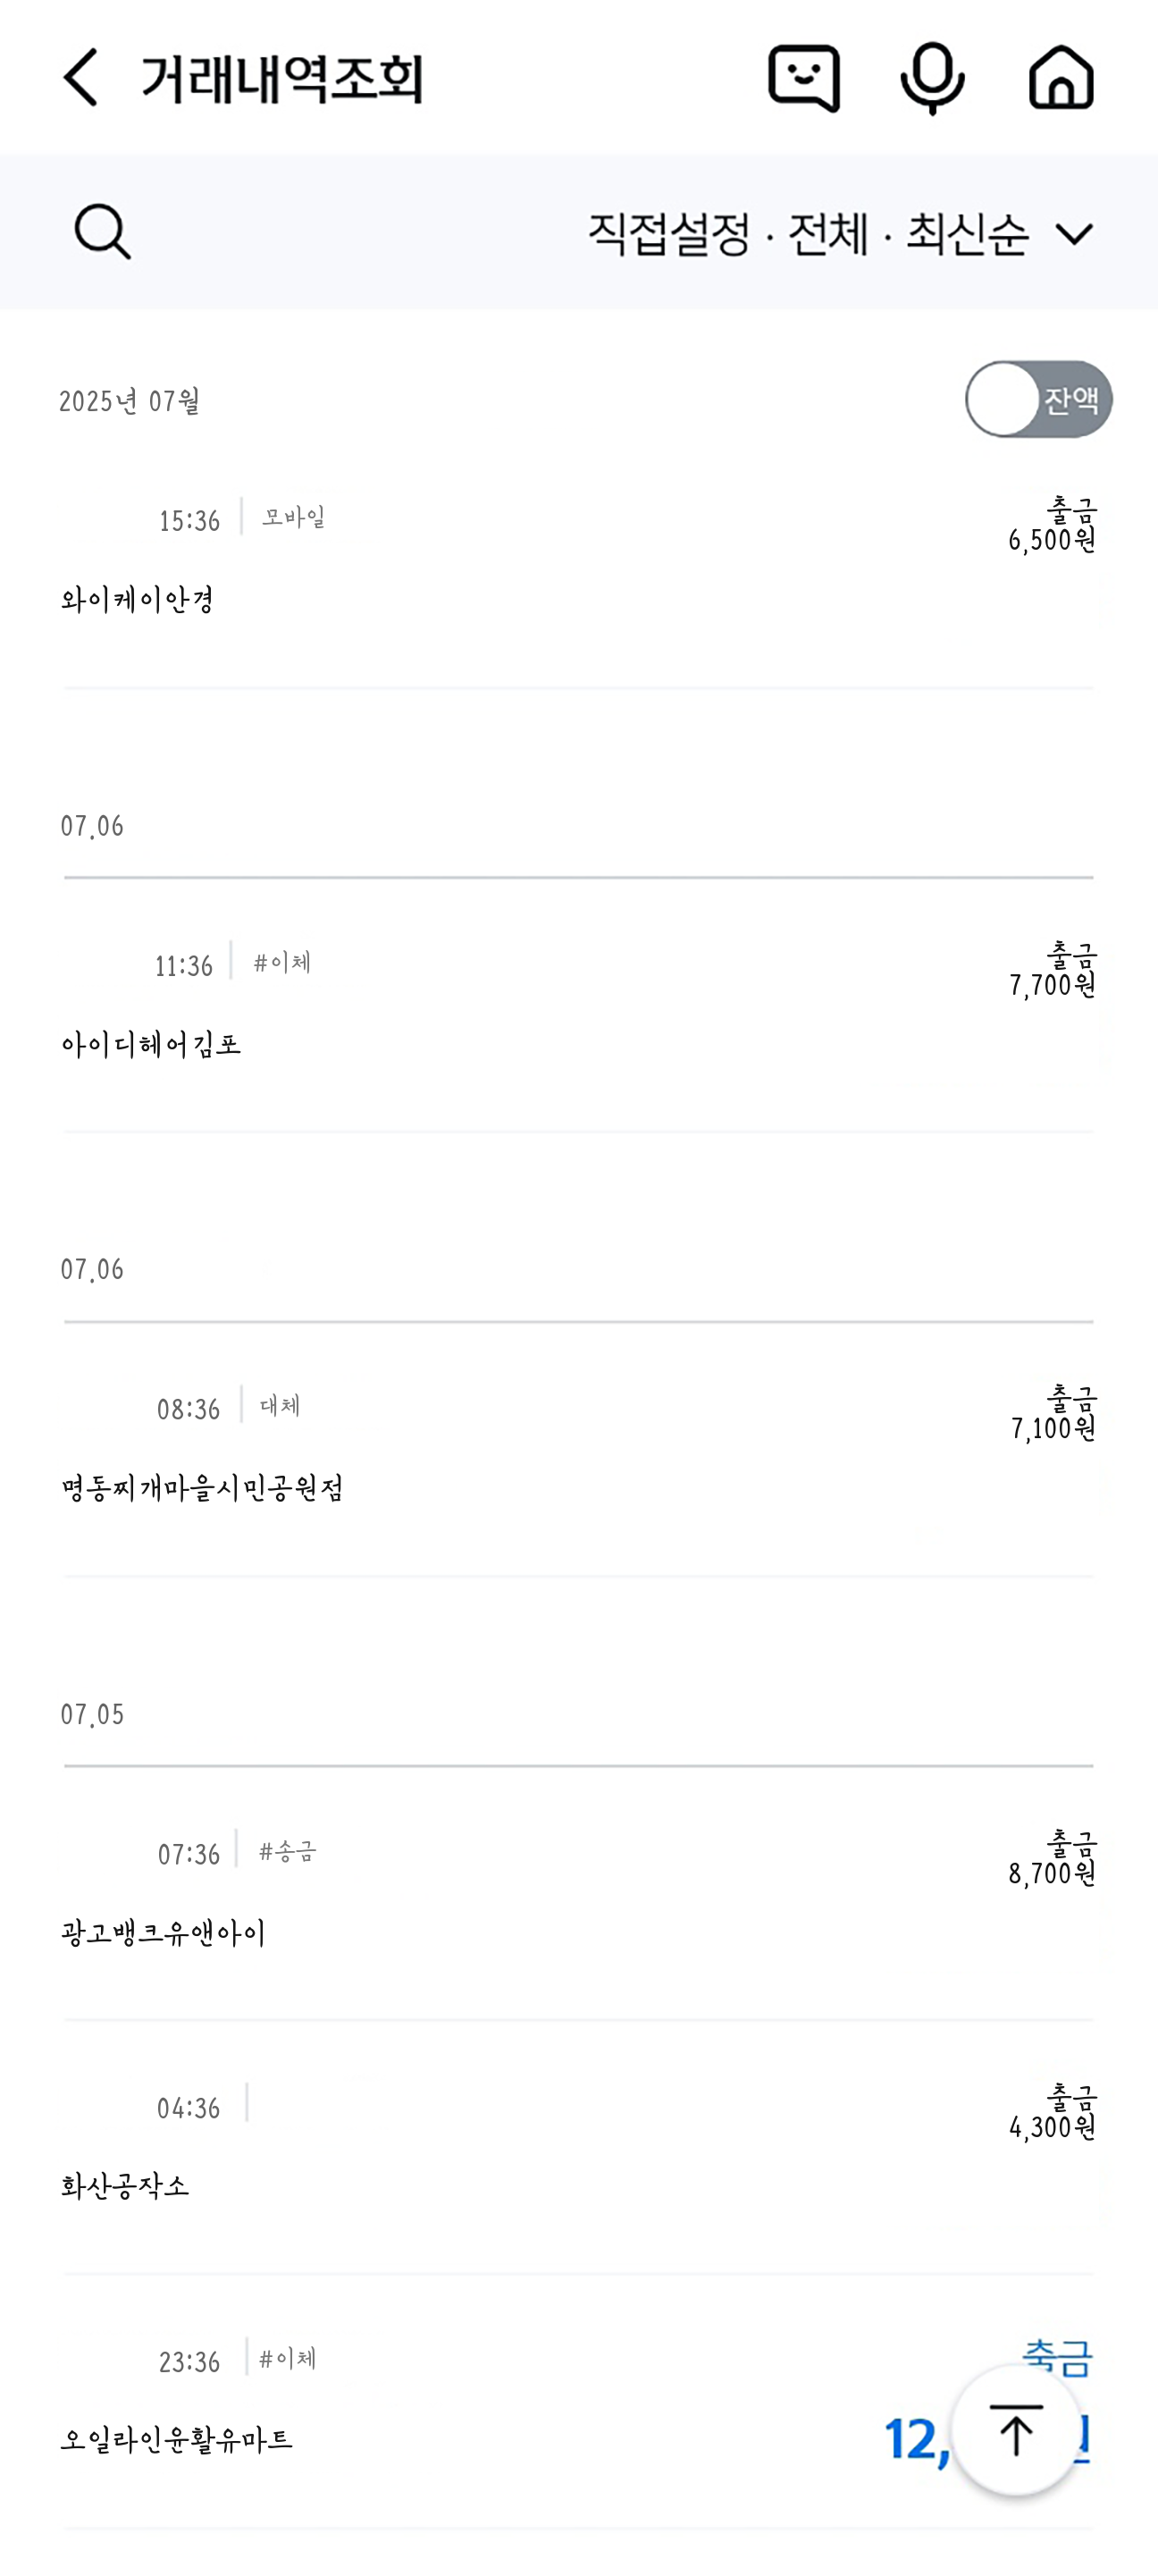 거래내역조회
직접설정 · 전체 · 최신순
2025년 07월
잔액
15:36 모바일
출금
6,500원
와이케이안경
07.06
11:36 #이체
출금
7,700원
아이디헤어김포
07.06
08:36 대체
출금
7,100원
명동찌개마을시민공원점
07.05
07:36 #송금
출금
8,700원
광고뱅크유앤아이
04:36
출금
4,300원
화산공작소
23:36 #이체
오일라인윤활유마트
12,